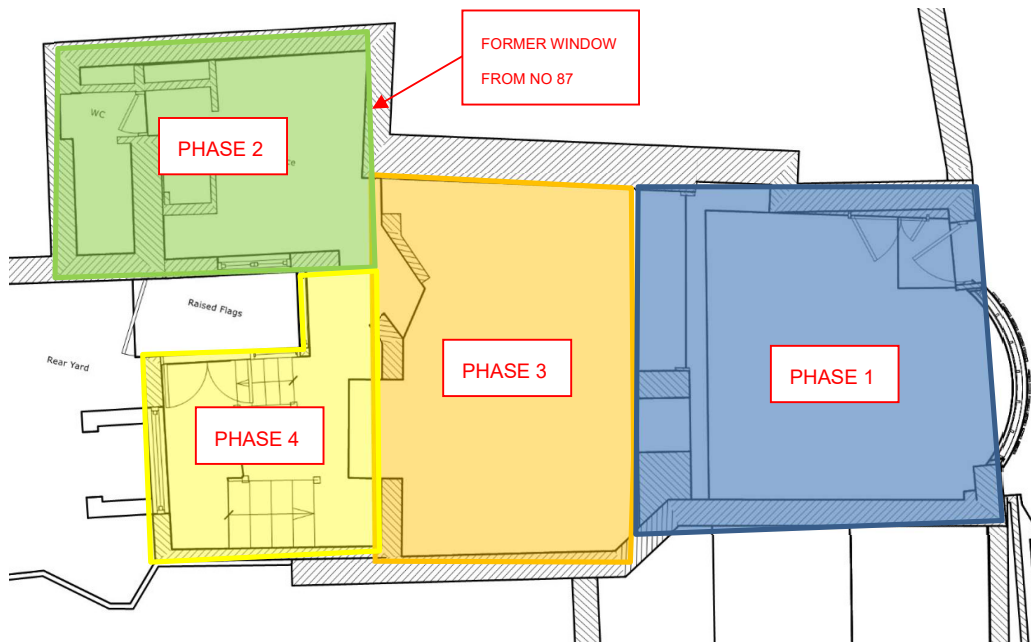 FORMER WINDOW
FROM NO 87
WC
PHASE 2
Raised Flags
Rear Yard
PHASE 3
PHASE 1
PHASE 4